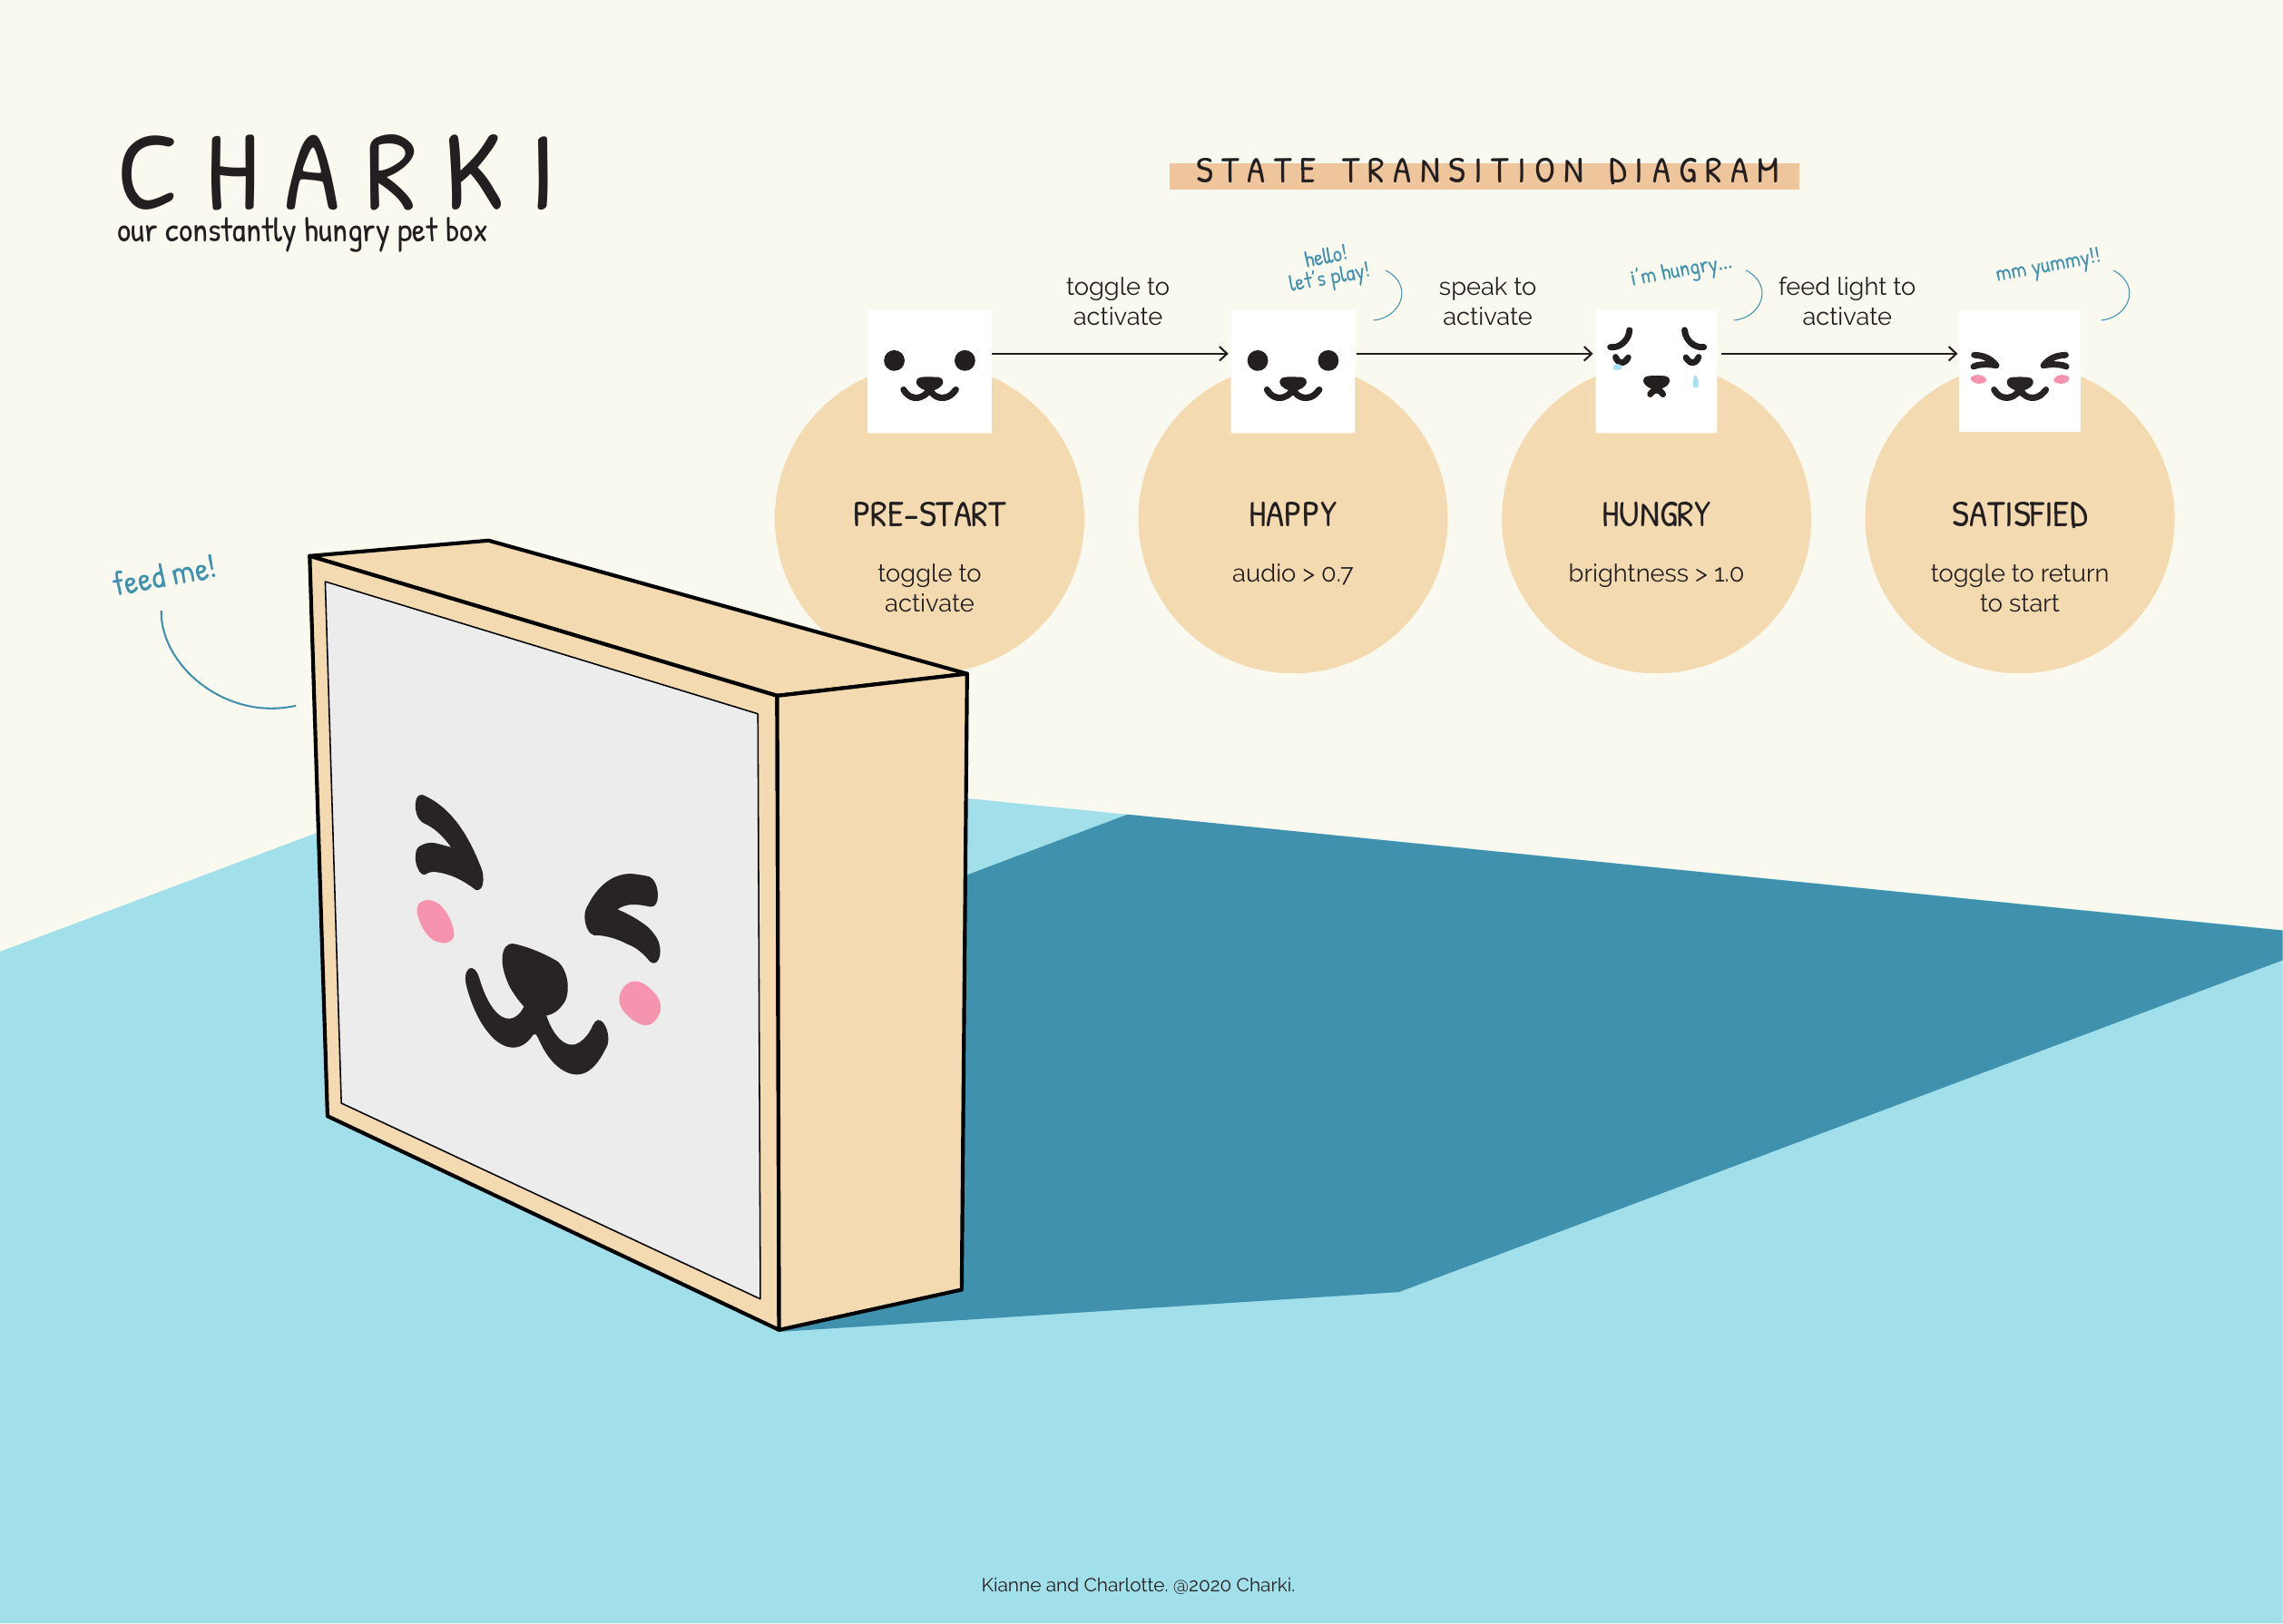 CHARKI
our constantly hungry pet box
STATE TRANSITION DIAGRAM
toggle to
activate
hello!
let's play!
speak to
activate
i'm hungry...
feed light to
activate
mm yummy!!
PRE-START
toggle to
activate
HAPPY
audio > 0.7
HUNGRY
brightness > 1.0
SATISFIED
toggle to return
to start
feed me!
Kianne and Charlotte. @2020 Charki.